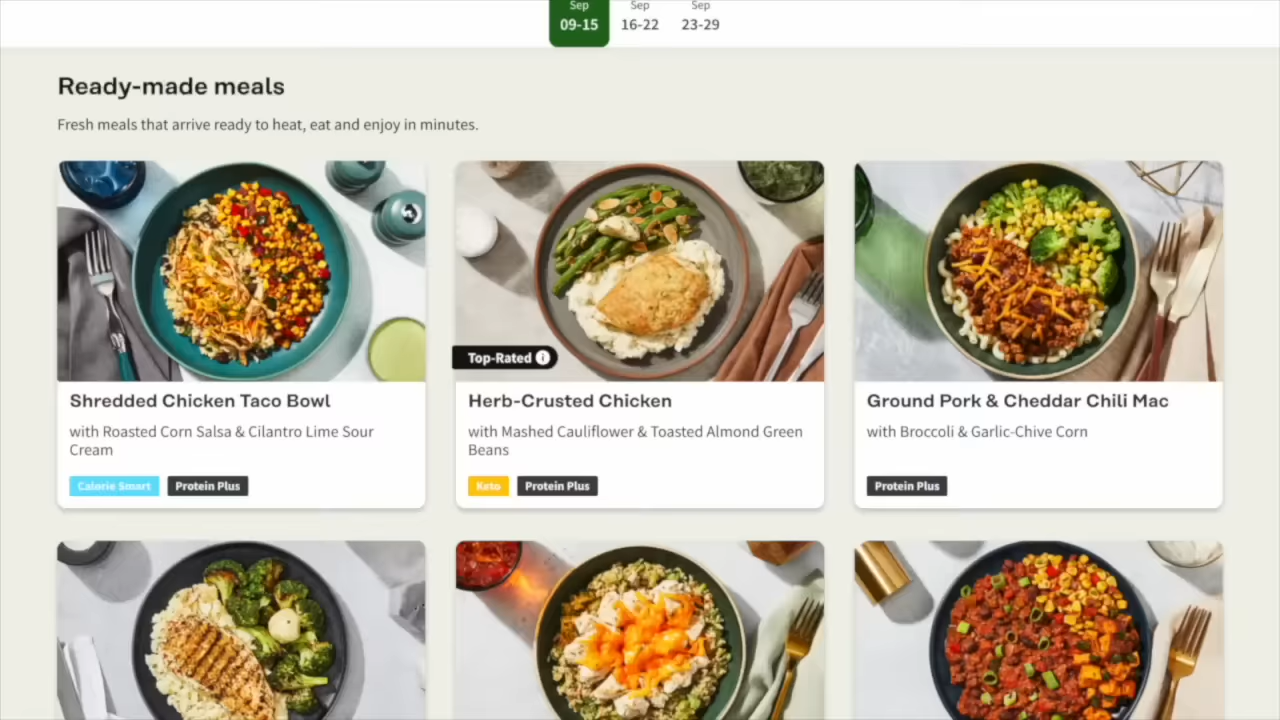 Sep Sep Sep
09-15 16-22 23-29
Ready-made meals
Fresh meals that arrive ready to heat, eat and enjoy in minutes.
Top-Rated i
Shredded Chicken Taco Bowl
with Roasted Corn Salsa & Cilantro Lime Sour
Cream
Calorie Smart Protein Plus
Herb-Crusted Chicken
with Mashed Cauliflower & Toasted Almond Green
Beans
Keto Protein Plus
Ground Pork & Cheddar Chili Mac
with Broccoli & Garlic-Chive Corn
Protein Plus